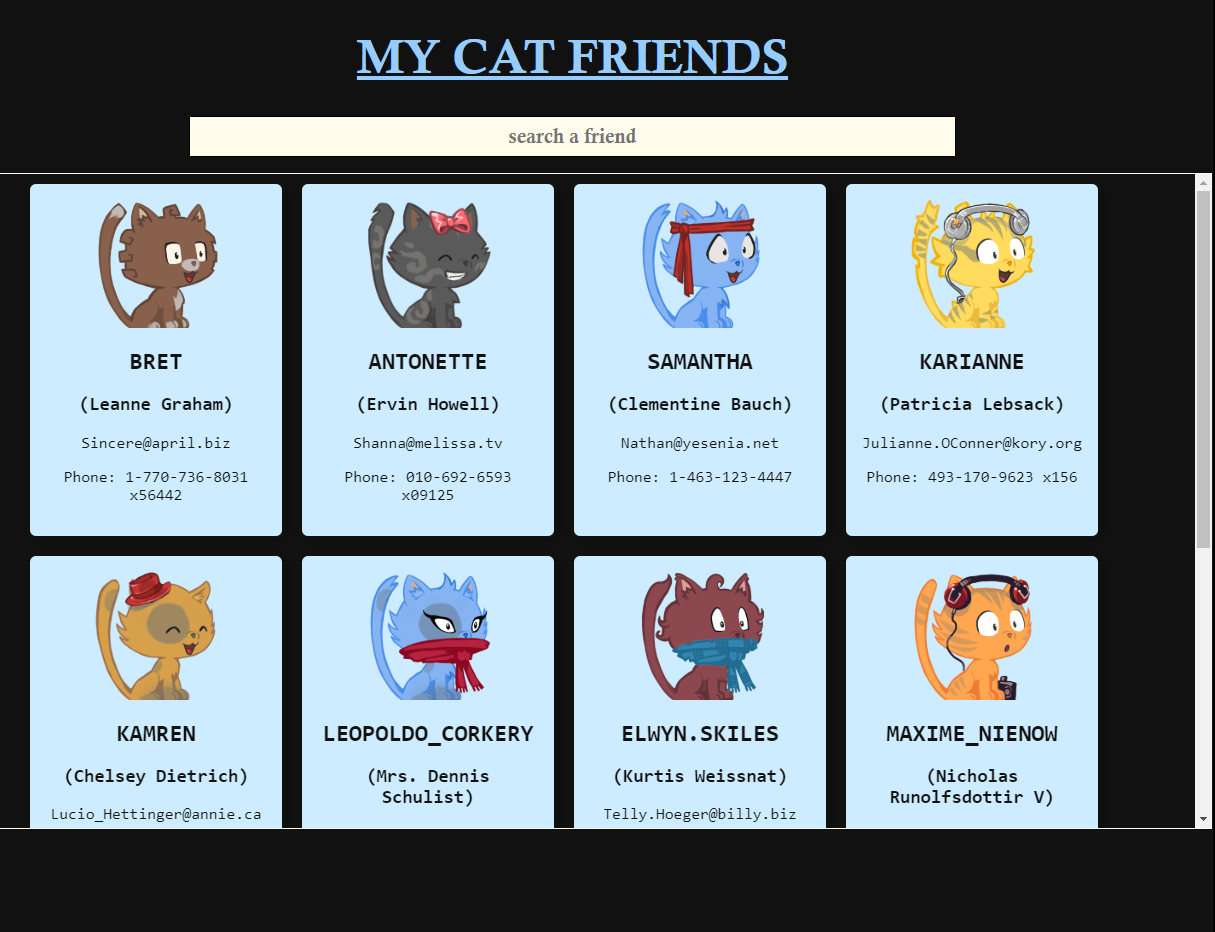 MY CAT FRIENDS
search a friend
BRET
(Leanne Graham)
Sincere@april.biz
Phone: 1-770-736-8031
x56442
ANTONETTE
(Ervin Howell)
Shanna@melissa.tv
Phone: 010-692-6593
x09125
SAMANTHA
(Clementine Bauch)
Nathan@yesenia.net
Phone: 1-463-123-4447
KARIANNE
(Patricia Lebsack)
Julianne.OConner@kory.org
Phone: 493-170-9623 x156
KAMREN
(Chelsey Dietrich)
Lucio_Hettinger@annie.ca
LEOPOLDO_CORKERY
(Mrs. Dennis
Schulist)
ELWYN.SKILES
(Kurtis Weissnat)
Telly.Hoeger@billy.biz
MAXIME_NIENOW
(Nicholas
Runolfsdottir V)